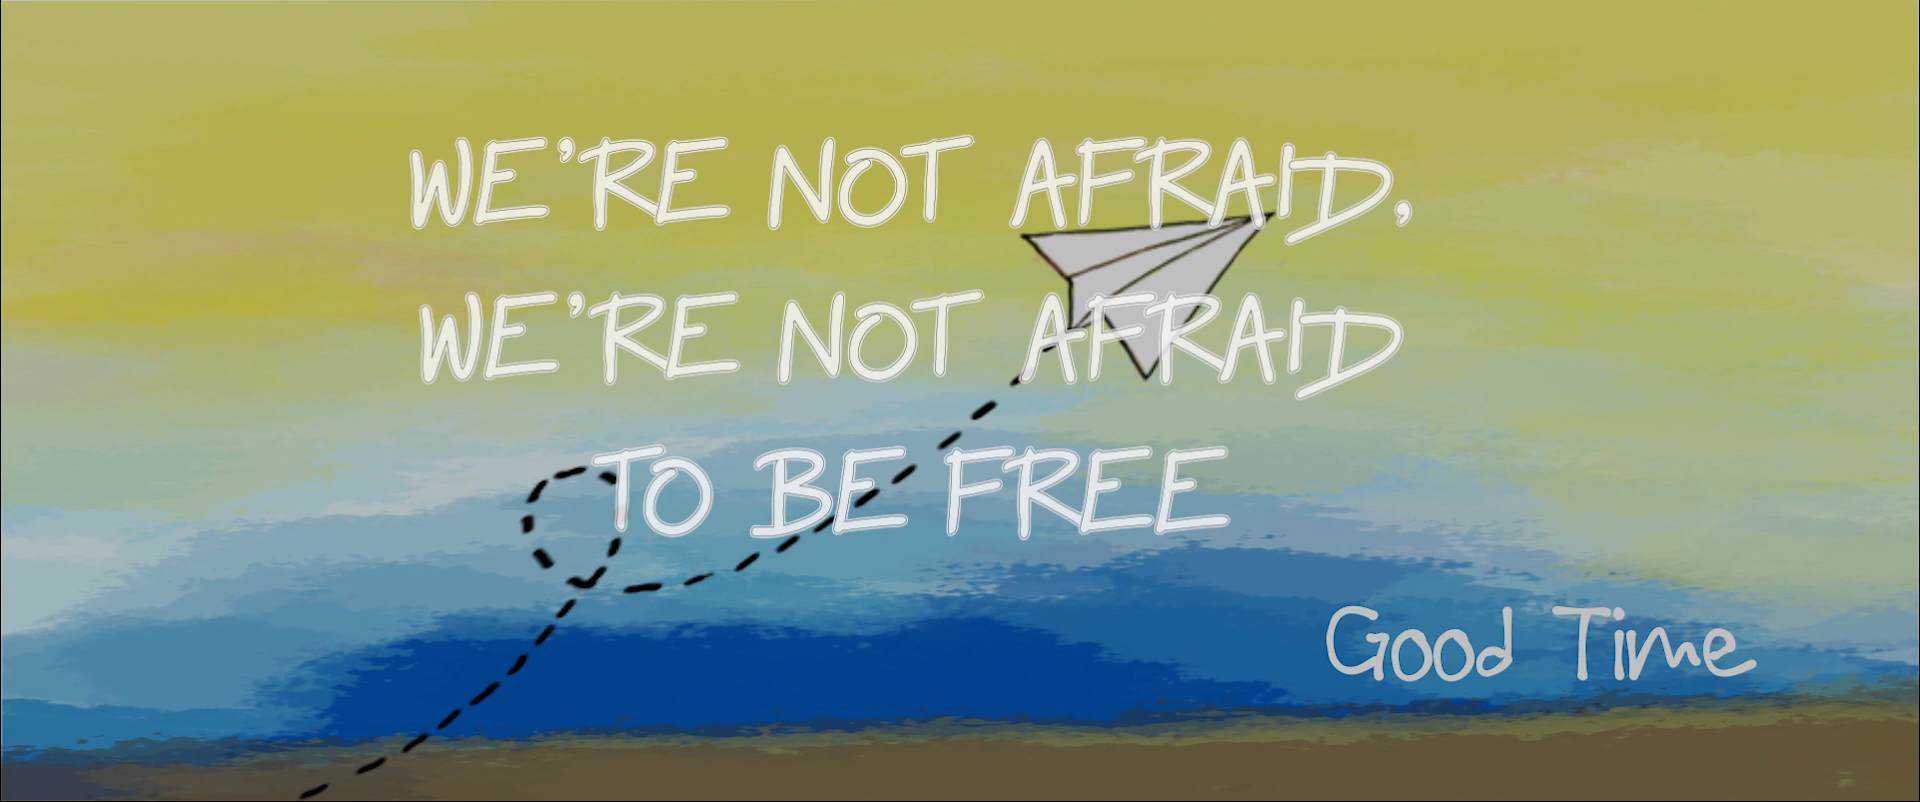 WE'RE NOT AFRAID,
WE'RE NOT AFRAID
TO BE FREE
Good Time